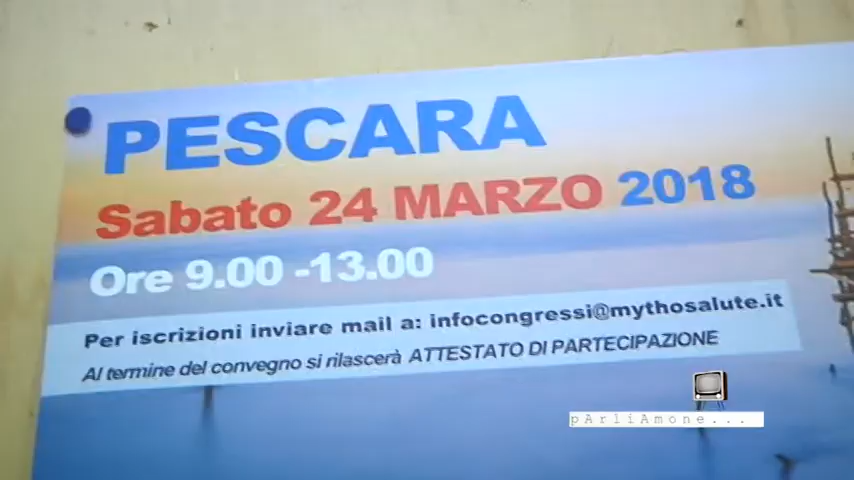 PESCARA
Sabato 24 MARZO 2018
Ore 9.00 -13.00
Per iscrizioni inviare mail a: infocongressi@mythosalute.it
Al termine del convegno si rilascerà ATTESTATO DI PARTECIPAZIONE
pArliAmone...